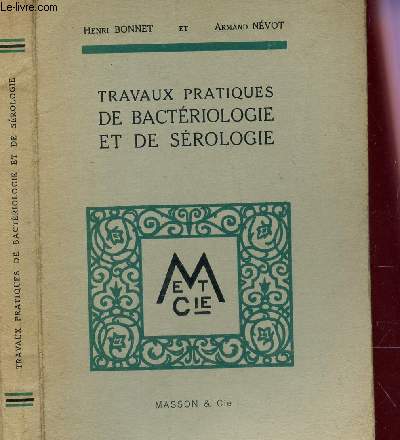 Le-livre.com
HENRI BONNET ET ARMAND NÉVOT
TRAVAUX PRATIQUES
DE BACTÉRIOLOGIE
ET DE SÉROLOGIE
M
ET
CIE
MASSON & Cie
TRAVAUX PRATIQUES DE BACTÉRIOLOGIE ET DE SÉROLOGIE